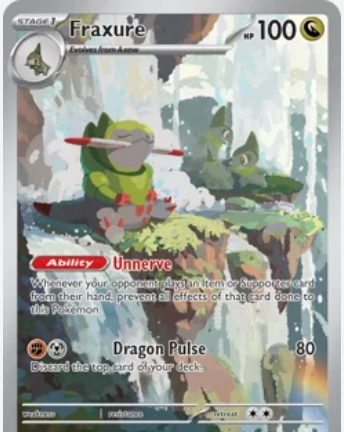 STAGE 1
Fraxure
HP 100
Evolves from Axew
Ability Unnerve
Whenever your opponent plays an Item or Supporter card
from their hand, prevent all effects of that card done to
this Pokémon.
Dragon Pulse 80
Discard the top card of your deck.
weakness resistance retreat